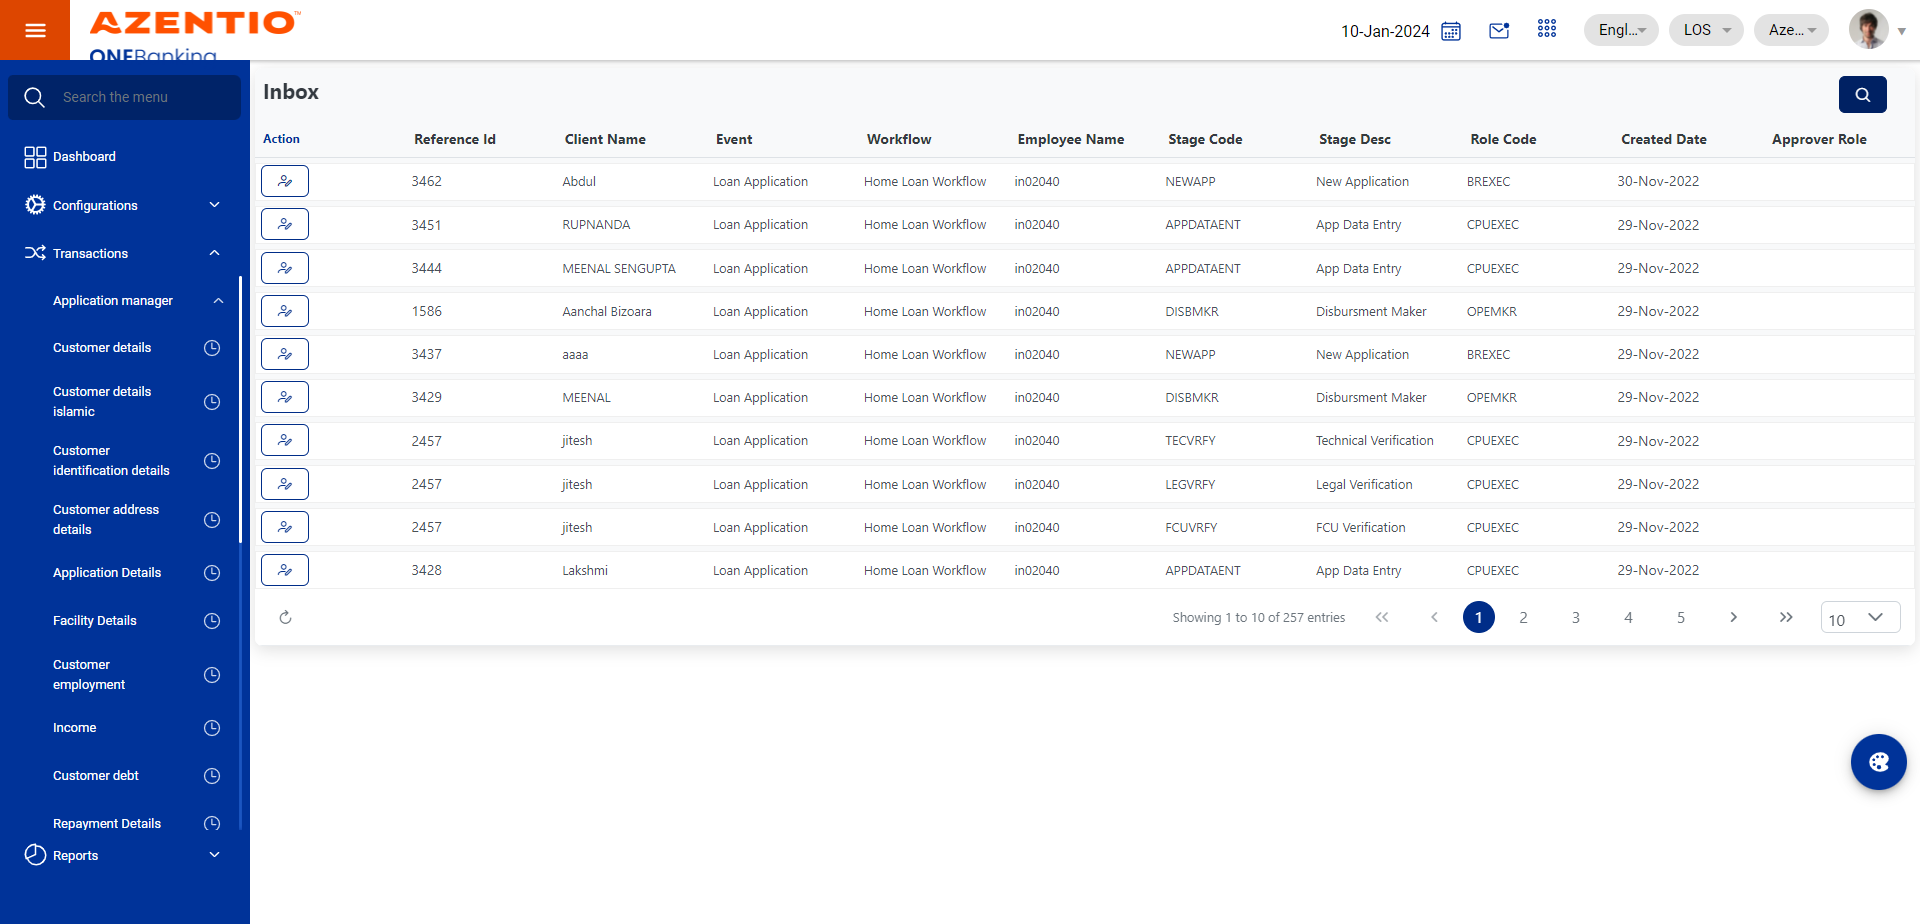 AZENTIO™
ONEBanking
10-Jan-2024
Engl...
LOS
Aze...
Search the menu
Dashboard
Configurations
Transactions
Application manager
Customer details
Customer details
islamic
Customer
identification details
Customer address
details
Application Details
Facility Details
Customer
employment
Income
Customer debt
Repayment Details
Reports
Inbox
Action Reference Id Client Name Event Workflow Employee Name Stage Code Stage Desc Role Code Created Date Approver Role
3462 Abdul Loan Application Home Loan Workflow in02040 NEWAPP New Application BREXEC 30-Nov-2022
3451 RUPNANDA Loan Application Home Loan Workflow in02040 APPDATAENT App Data Entry CPUEXEC 29-Nov-2022
3444 MEENAL SENGUPTA Loan Application Home Loan Workflow in02040 APPDATAENT App Data Entry CPUEXEC 29-Nov-2022
1586 Aanchal Bizoara Loan Application Home Loan Workflow in02040 DISBMKR Disbursment Maker OPEMKR 29-Nov-2022
3437 aaaa Loan Application Home Loan Workflow in02040 NEWAPP New Application BREXEC 29-Nov-2022
3429 MEENAL Loan Application Home Loan Workflow in02040 DISBMKR Disbursment Maker OPEMKR 29-Nov-2022
2457 jitesh Loan Application Home Loan Workflow in02040 TECVRFY Technical Verification CPUEXEC 29-Nov-2022
2457 jitesh Loan Application Home Loan Workflow in02040 LEGVRFY Legal Verification CPUEXEC 29-Nov-2022
2457 jitesh Loan Application Home Loan Workflow in02040 FCUVRFY FCU Verification CPUEXEC 29-Nov-2022
3428 Lakshmi Loan Application Home Loan Workflow in02040 APPDATAENT App Data Entry CPUEXEC 29-Nov-2022
Showing 1 to 10 of 257 entries 1 2 3 4 5 10